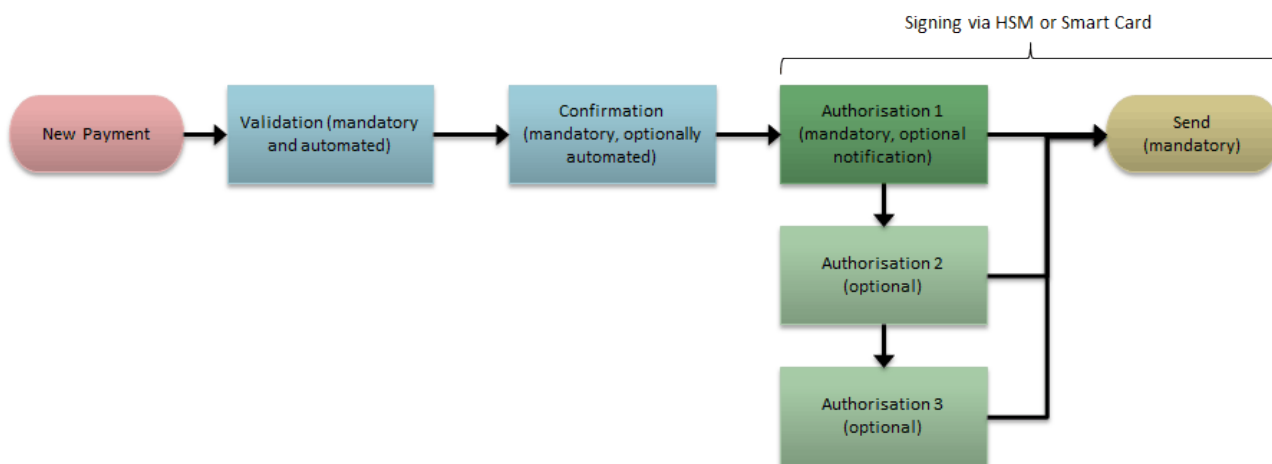 Signing via HSM or Smart Card
New Payment
Validation (mandatory
and automated)
Confirmation
(mandatory, optionally
automated)
Authorisation 1
(mandatory, optional
notification)
Send
(mandatory)
Authorisation 2
(optional)
Authorisation 3
(optional)